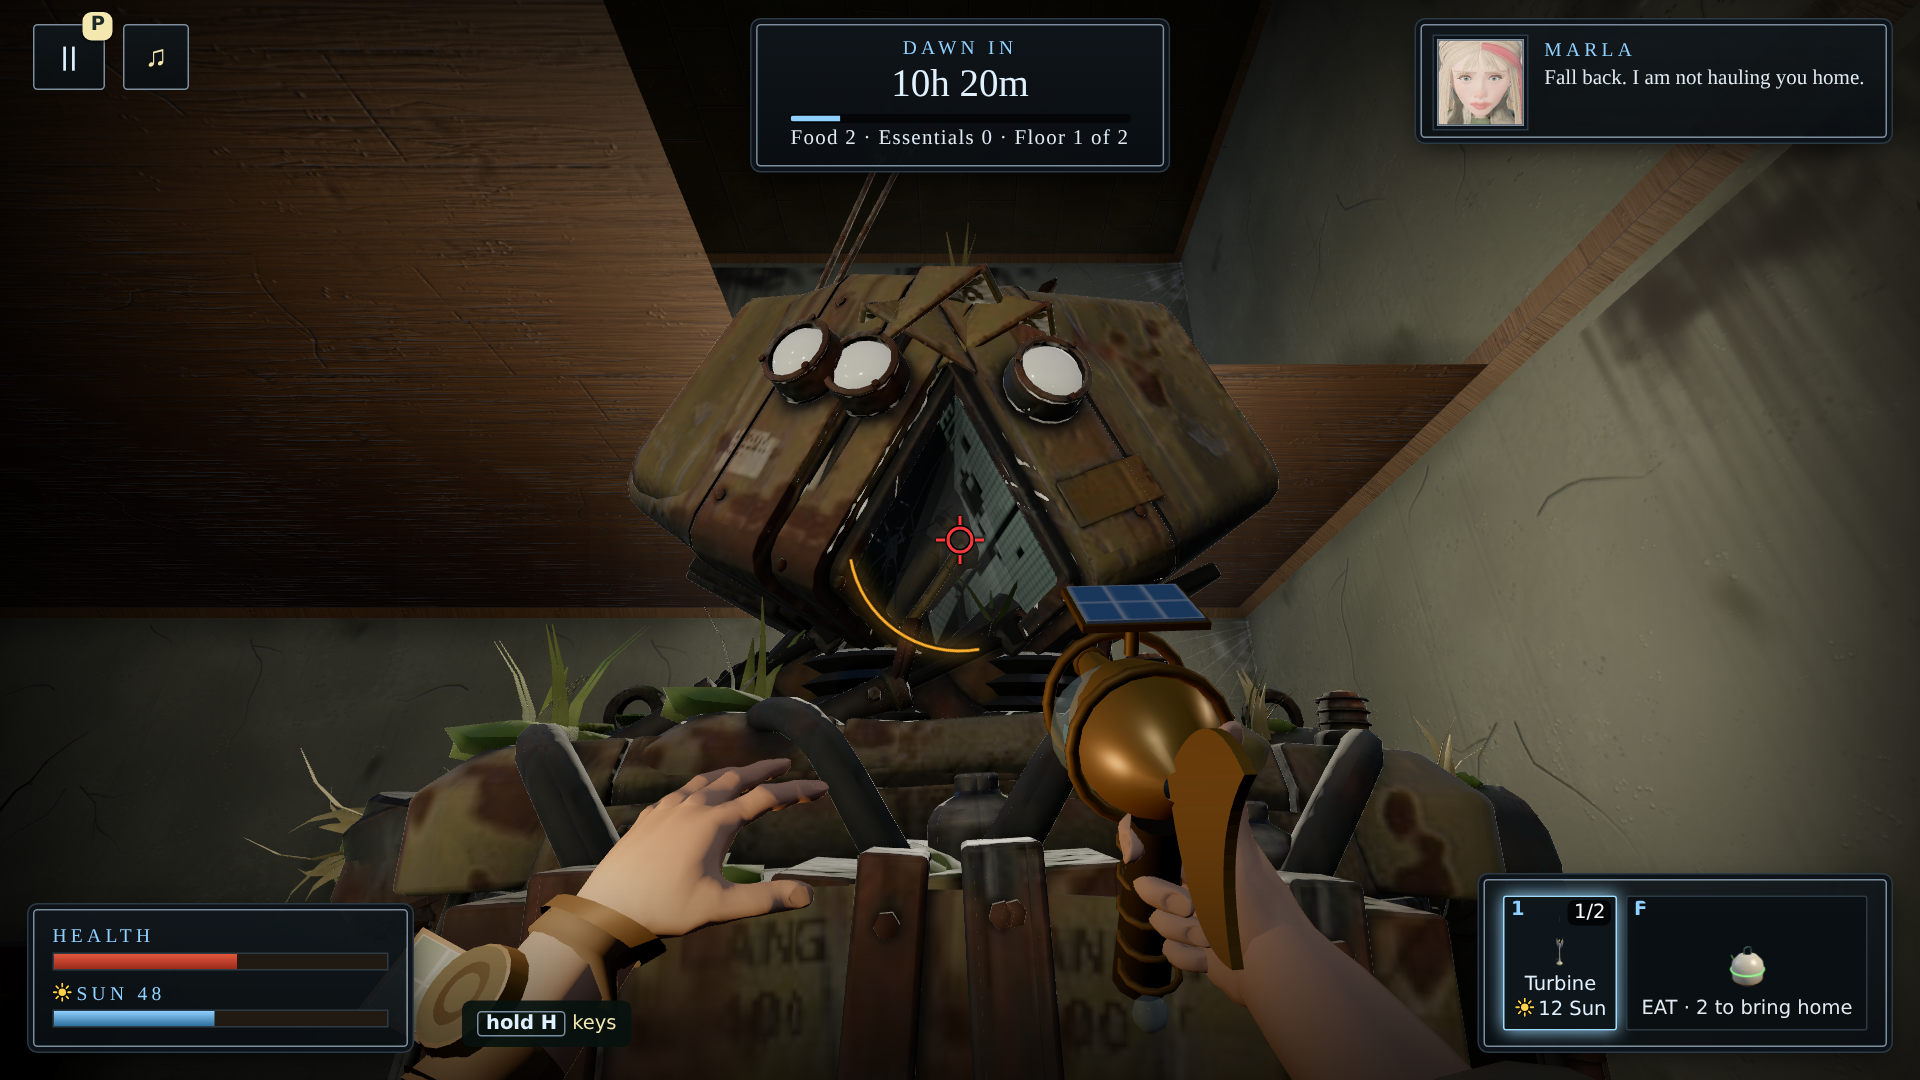 P
DAWN IN
10h 20m
Food 2 · Essentials 0 · Floor 1 of 2
MARLA
Fall back. I am not hauling you home.
HEALTH
SUN 48
hold H keys
1
1/2
Turbine
12 Sun
F
EAT · 2 to bring home